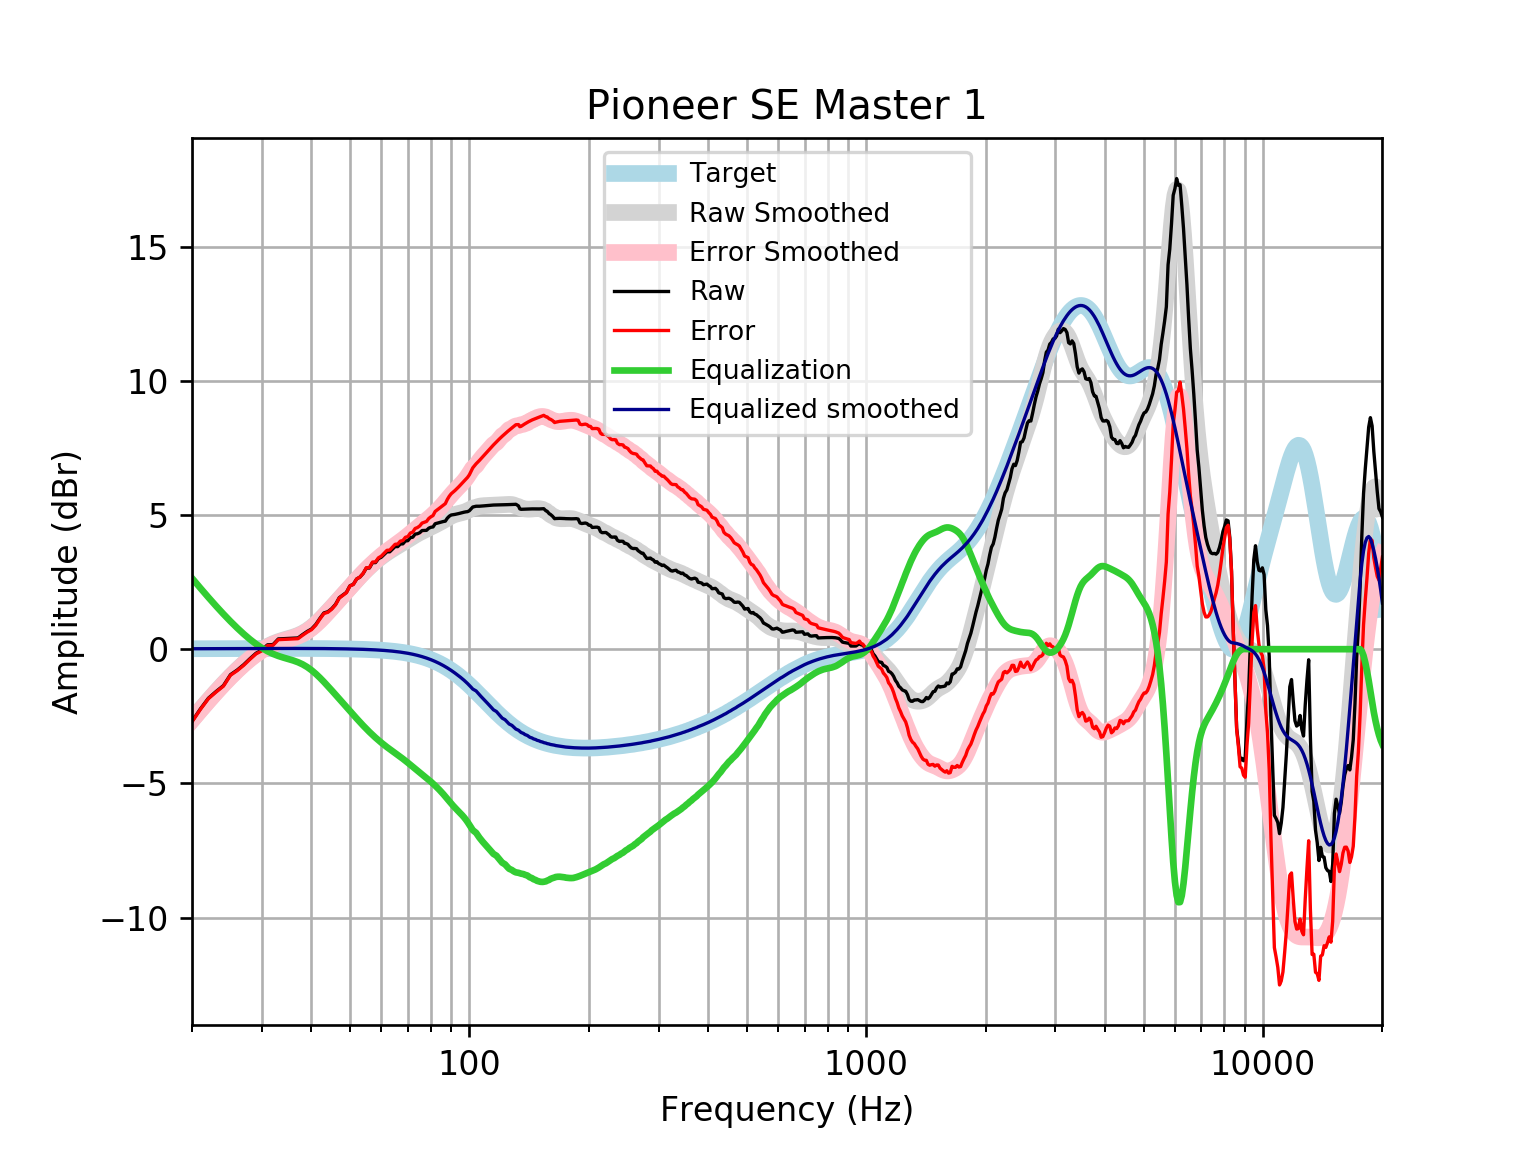 Pioneer SE Master 1
Target
Raw Smoothed
Error Smoothed
Raw
Error
Equalization
Equalized smoothed
Amplitude (dBr)
15
10
5
0
−5
−10
100
1000
10000
Frequency (Hz)